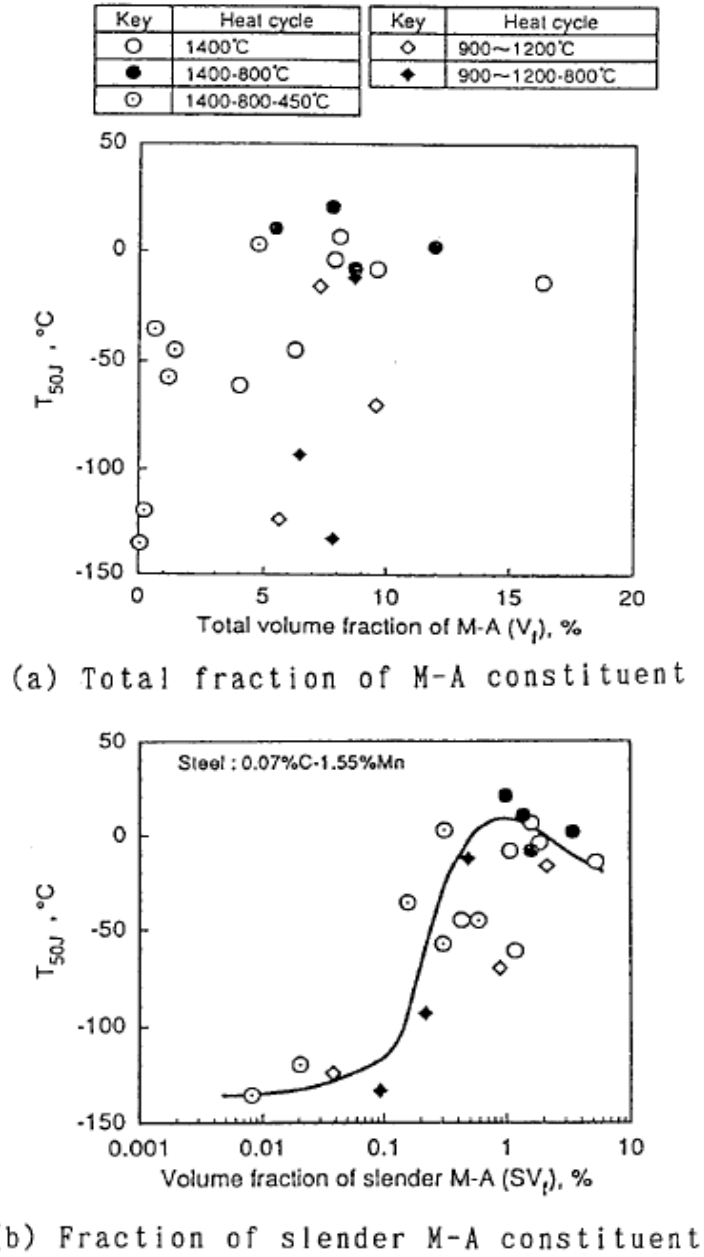 Key Heat cycle Key Heat cycle
1400℃ 900～1200℃
1400-800℃ 900～1200-800℃
1400-800-450℃
50
0
-50
-100
-150
T50J , °C
0 5 10 15 20
Total volume fraction of M-A (Vf), %
(a) Total fraction of M-A constituent
50
Steel : 0.07%C-1.55%Mn
0
-50
-100
-150
T50J , °C
0.001 0.01 0.1 1 10
Volume fraction of slender M-A (SVf), %
b) Fraction of slender M-A constituent